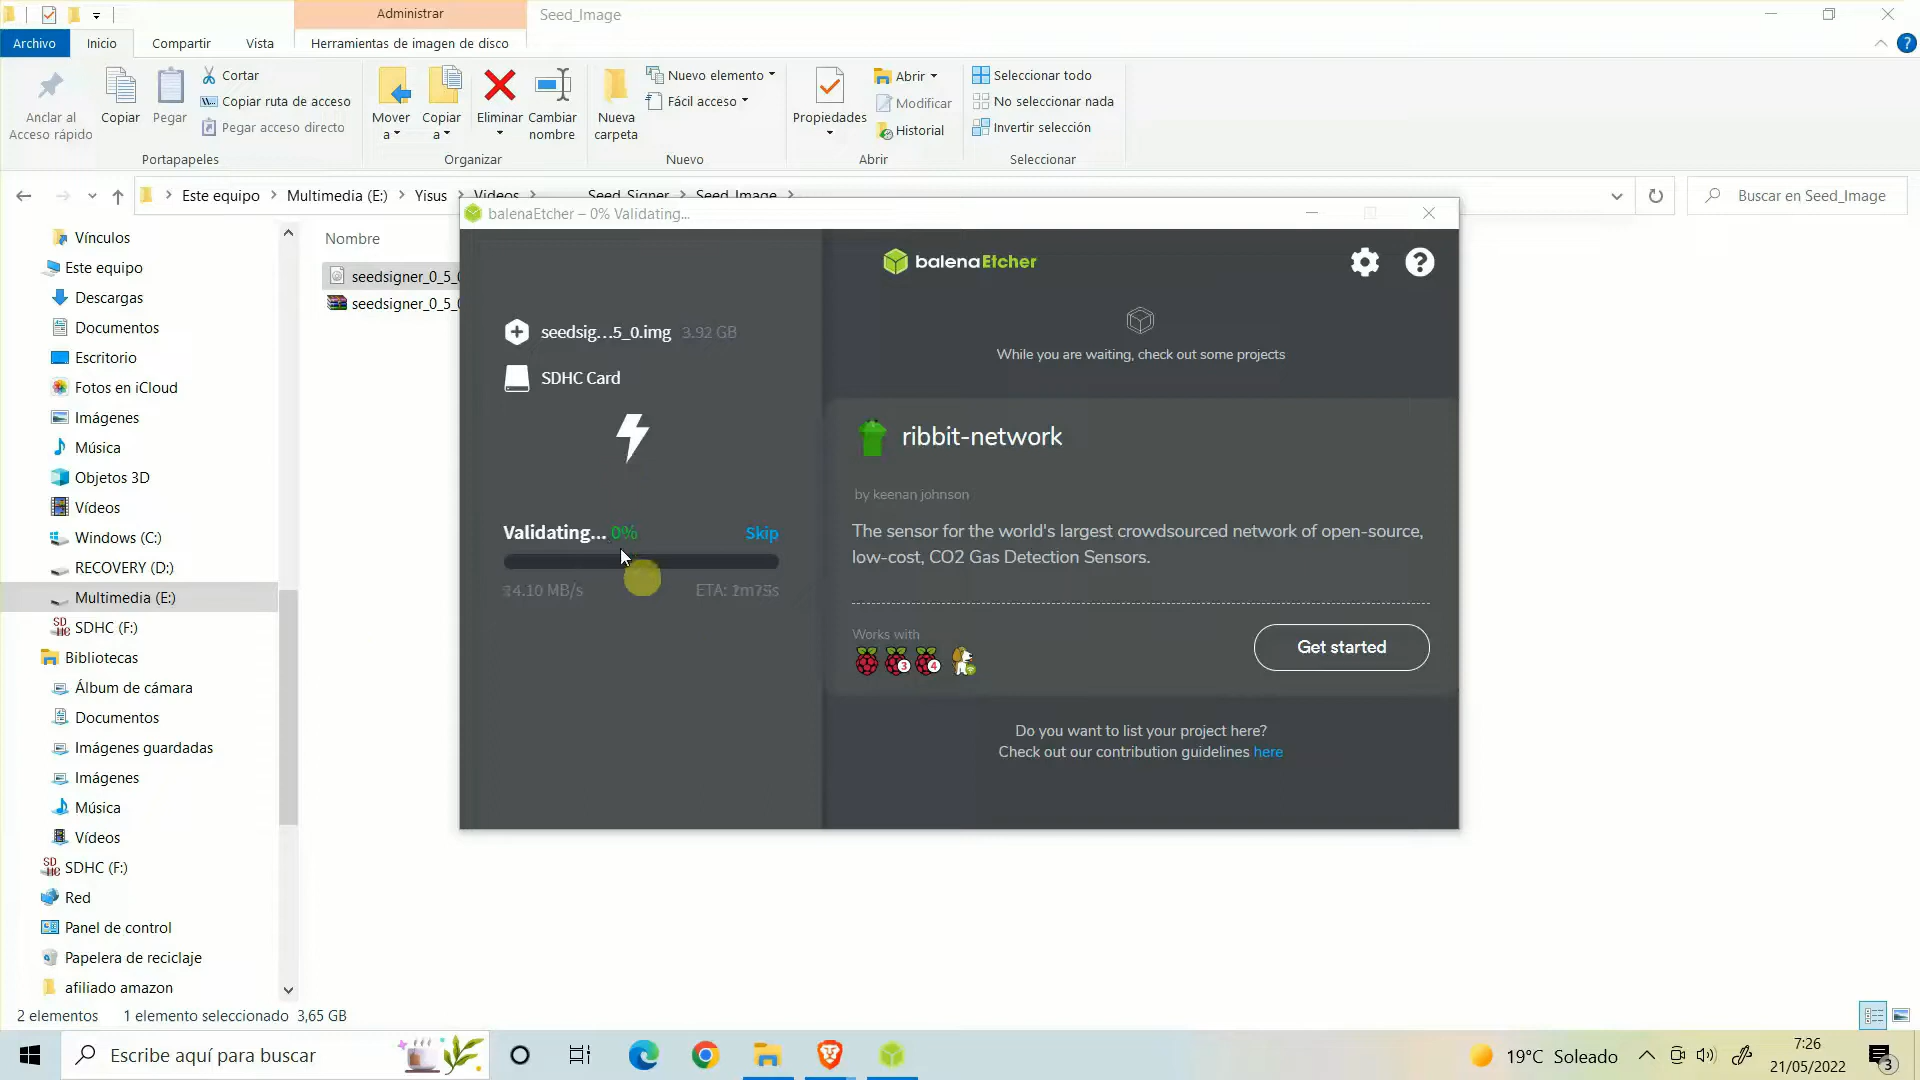 Administrar
Seed_Image
Archivo
Inicio
Compartir
Vista
Herramientas de imagen de disco
Anclar al
Acceso rápido
Copiar
Pegar
Cortar
Copiar ruta de acceso
Pegar acceso directo
Portapapeles
Mover
a
Copiar
a
Eliminar
Cambiar
nombre
Organizar
Nueva
carpeta
Nuevo elemento
Fácil acceso
Nuevo
Propiedades
Abrir
Modificar
Historial
Abrir
Seleccionar todo
No seleccionar nada
Invertir selección
Seleccionar
Este equipo
Multimedia (E:)
Yisus
Videos
Seed_Signer
Seed_Image
Buscar en Seed_Image
Vínculos
Este equipo
Descargas
Documentos
Escritorio
Fotos en iCloud
Imágenes
Música
Objetos 3D
Vídeos
Windows (C:)
RECOVERY (D:)
Multimedia (E:)
SDHC (F:)
Bibliotecas
Álbum de cámara
Documentos
Imágenes guardadas
Imágenes
Música
Vídeos
SDHC (F:)
Red
Panel de control
Papelera de reciclaje
afiliado amazon
Nombre
seedsigner_0_5_0
seedsigner_0_5_0
balenaEtcher – 0% Validating...
balenaEtcher
seedsig...5_0.img 3.92 GB
SDHC Card
Validating... 0%
Skip
ETA:
While you are waiting, check out some projects
ribbit-network
by keenan johnson
The sensor for the world's largest crowdsourced network of open-source,
low-cost, CO2 Gas Detection Sensors.
Works with
3
4
Get started
Do you want to list your project here?
Check out our contribution guidelines here
2 elementos
1 elemento seleccionado 3,65 GB
Escribe aquí para buscar
19°C Soleado
7:26
21/05/2022
3